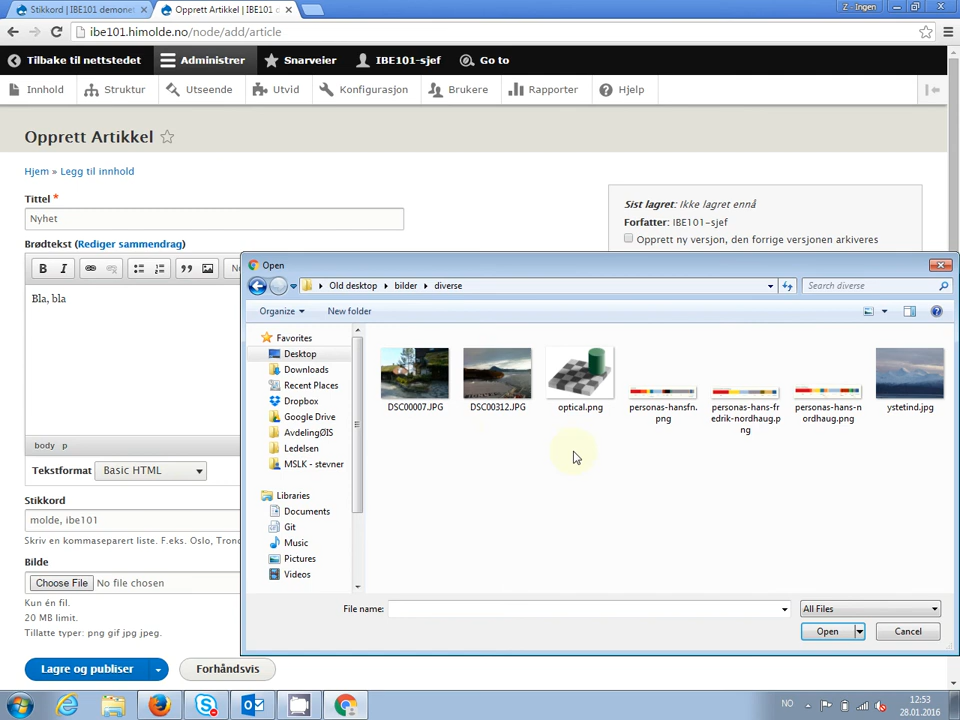 Stikkord | IBE101 demonet
Opprett Artikkel | IBE101 d
Z - Ingen
ibe101.himolde.no/node/add/article
Tilbake til nettstedet
Administrer
Snarveier
IBE101-sjef
Go to
Innhold
Struktur
Utseende
Utvid
Konfigurasjon
Brukere
Rapporter
Hjelp
Opprett Artikkel
Hjem » Legg til innhold
Tittel *
Nyhet
Sist lagret: Ikke lagret ennå
Forfatter: IBE101-sjef
Opprett ny versjon, den forrige versjonen arkiveres
Brødtekst (Rediger sammendrag)
B I
Bla, bla
body p
Tekstformat Basic HTML
Stikkord
molde, ibe101
Skriv en kommaseparert liste. F.eks. Oslo, Tron
Bilde
Choose File No file chosen
Kun én fil.
20 MB limit.
Tillatte typer: png gif jpg jpeg.
Lagre og publiser
Forhåndsvis
Open
Old desktop
bilder
diverse
Search diverse
Organize
New folder
Favorites
Desktop
Downloads
Recent Places
Dropbox
Google Drive
AvdelingØIS
Ledelsen
MSLK - stevner
Libraries
Documents
Git
Music
Pictures
Videos
DSC00007.JPG
DSC00312.JPG
optical.png
personas-hansfn.
png
personas-hans-fr
edrik-nordhaug.p
ng
personas-hans-n
ordhaug.png
ystetind.jpg
File name:
All Files
Open
Cancel
NO
12:53
28.01.2016